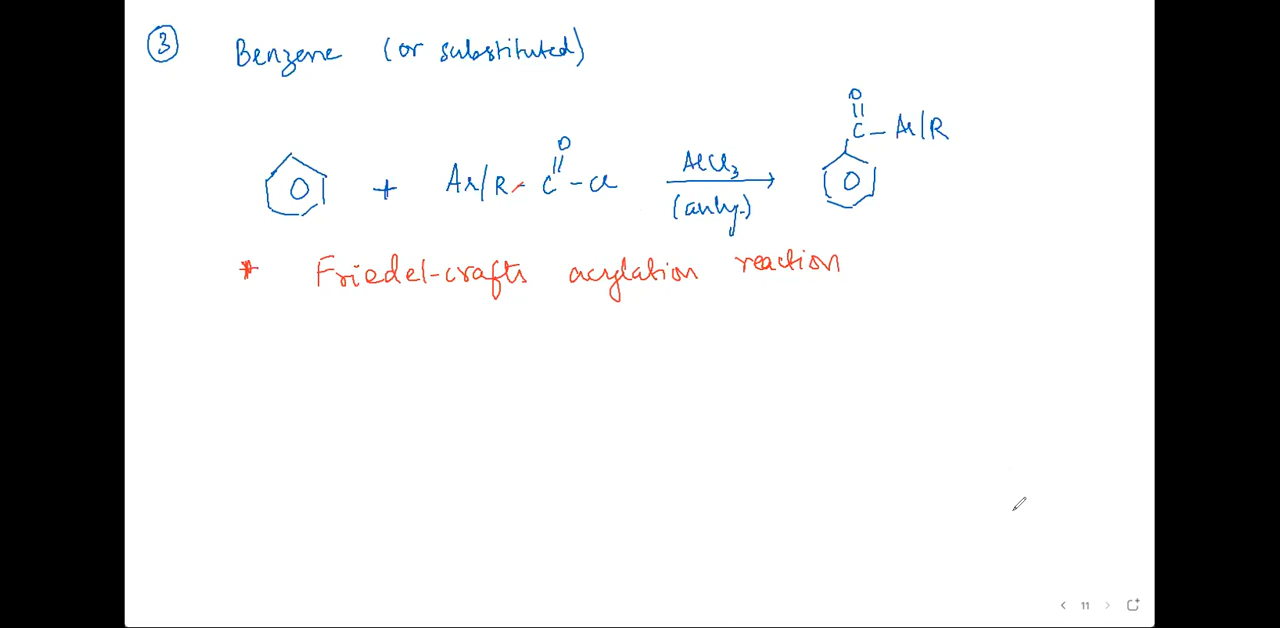 ③ Benzene (or substituted)
O
||
C - Ar/R
O
||
+ Ar/R - C - Cl AlCl₃
(anhy.)
* Friedel-crafts acylation reaction
< 11 >